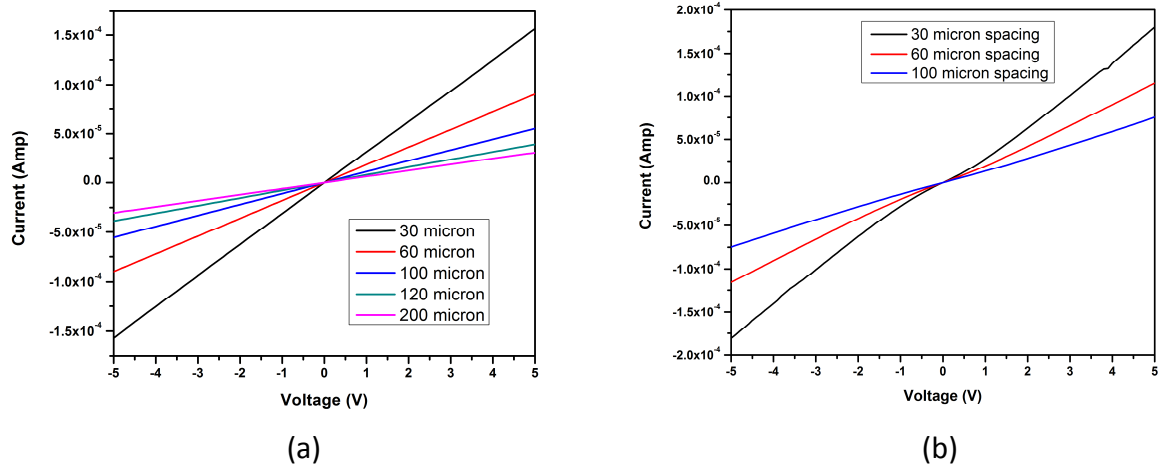 1.5x10⁻⁴
1.0x10⁻⁴
5.0x10⁻⁵
0.0
-5.0x10⁻⁵
-1.0x10⁻⁴
-1.5x10⁻⁴
Current (Amp)
30 micron
60 micron
100 micron
120 micron
200 micron
-5 -4 -3 -2 -1 0 1 2 3 4 5
Voltage (V)
(a)
2.0x10⁻⁴
1.5x10⁻⁴
1.0x10⁻⁴
5.0x10⁻⁵
0.0
-5.0x10⁻⁵
-1.0x10⁻⁴
-1.5x10⁻⁴
-2.0x10⁻⁴
Current (Amp)
30 micron spacing
60 micron spacing
100 micron spacing
-5 -4 -3 -2 -1 0 1 2 3 4 5
Voltage (V)
(b)